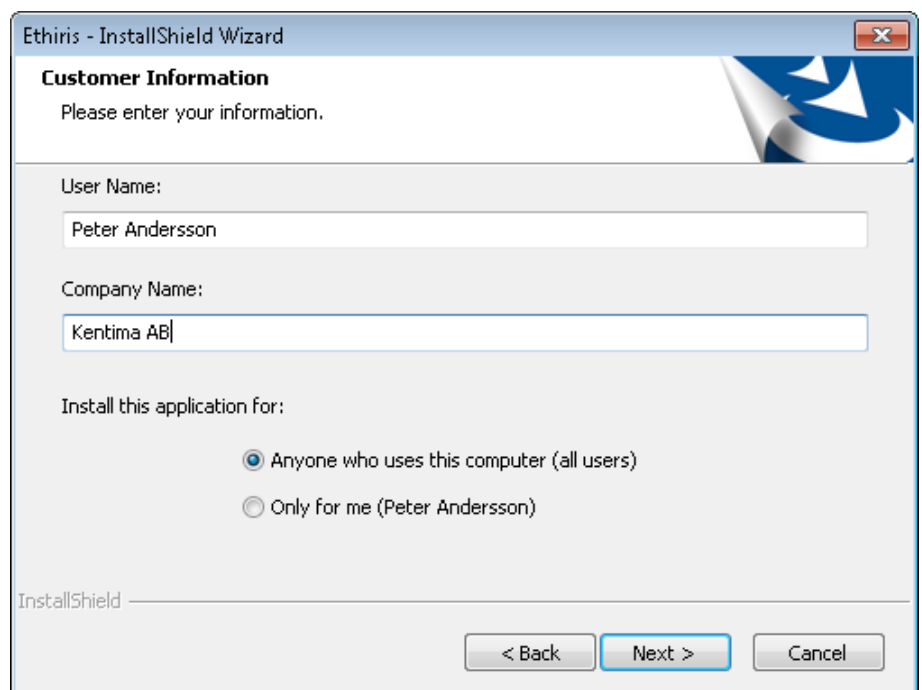 Ethiris - InstallShield Wizard
Customer Information
Please enter your information.
User Name:
Peter Andersson
Company Name:
Kentima AB
Install this application for:
Anyone who uses this computer (all users)
Only for me (Peter Andersson)
InstallShield
< Back Next > Cancel